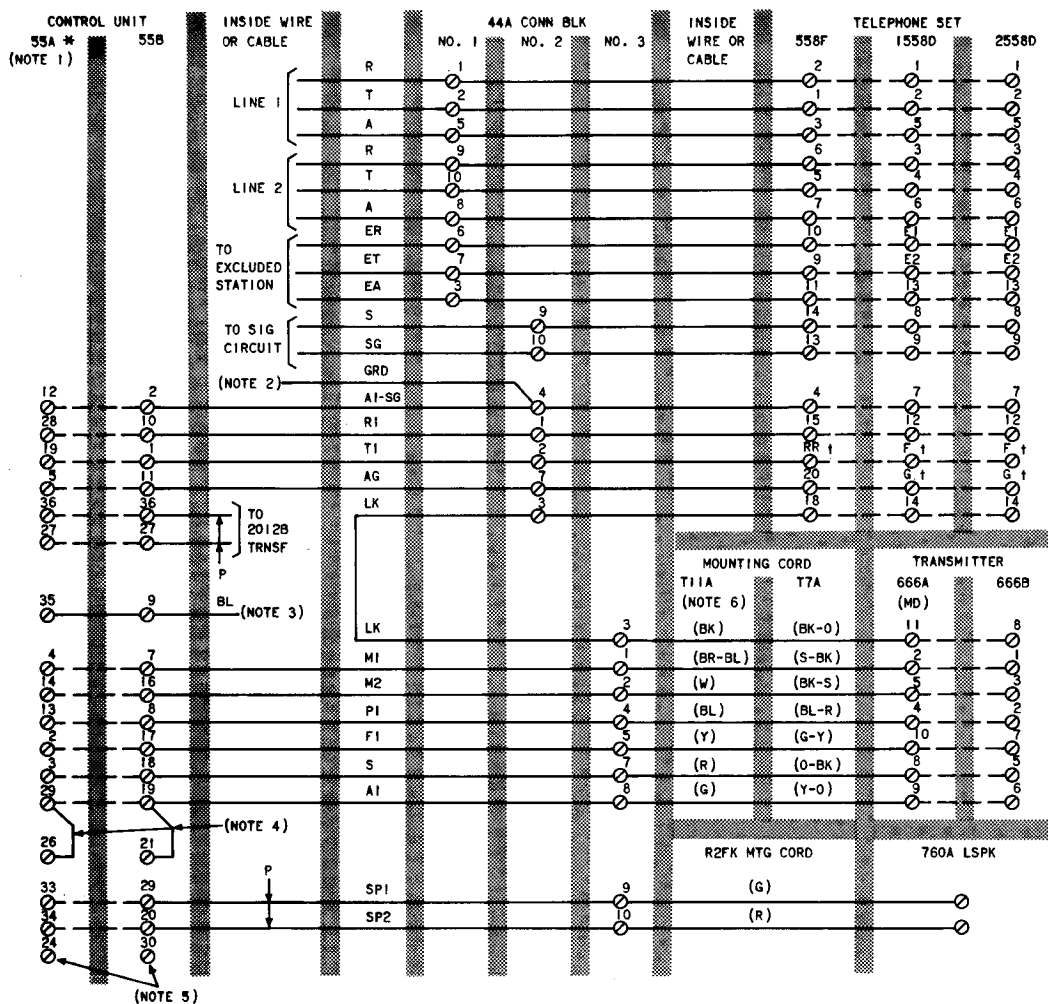 CONTROL UNIT INSIDE WIRE 44A CONN BLK INSIDE TELEPHONE SET
55A * 55B OR CABLE NO. 1 NO. 2 NO. 3 WIRE OR 558F 1558D 2558D
(NOTE 1) CABLE
R 1 2 1 1
LINE 1 T 2 1 2 2
A 5 3 5 5
R 9 6 3 3
LINE 2 T 10 5 4 4
A 8 7 6 6
ER 6 10 E1 E1
TO EXCLUDED STATION ET 7 9 E2 E2
EA 3 11 13 13
S 9 14 8 8
TO SIG CIRCUIT SG 10 13 9 9
(NOTE 2) GRD
12 2 A1-SG 4 4 7 7
28 10 R1 1 15 12 12
19 1 T1 2 RR † F † F †
5 11 AG 7 20 G † G †
36 36 TO LK 3 18 14 14
27 27 2012B
TRNSF
P
MOUNTING CORD TRANSMITTER
T11A T7A 666A 666B
(NOTE 6) (MD)
35 9 BL (NOTE 3)
LK 3 (BK) (BK-O) 11 8
4 7 M1 1 (BR-BL) (S-BK) 2 1
14 16 M2 2 (W) (BK-S) 5 3
13 8 P1 4 (BL) (BL-R) 4 2
2 17 F1 5 (Y) (G-Y) 10 7
3 18 S 7 (R) (O-BK) 8 5
29 19 A1 8 (G) (Y-O) 9 6
(NOTE 4)
26 21 R2FK MTG CORD 760A LSPK
P
33 29 SP1 9 (G)
34 20 SP2 10 (R)
24 30
(NOTE 5)